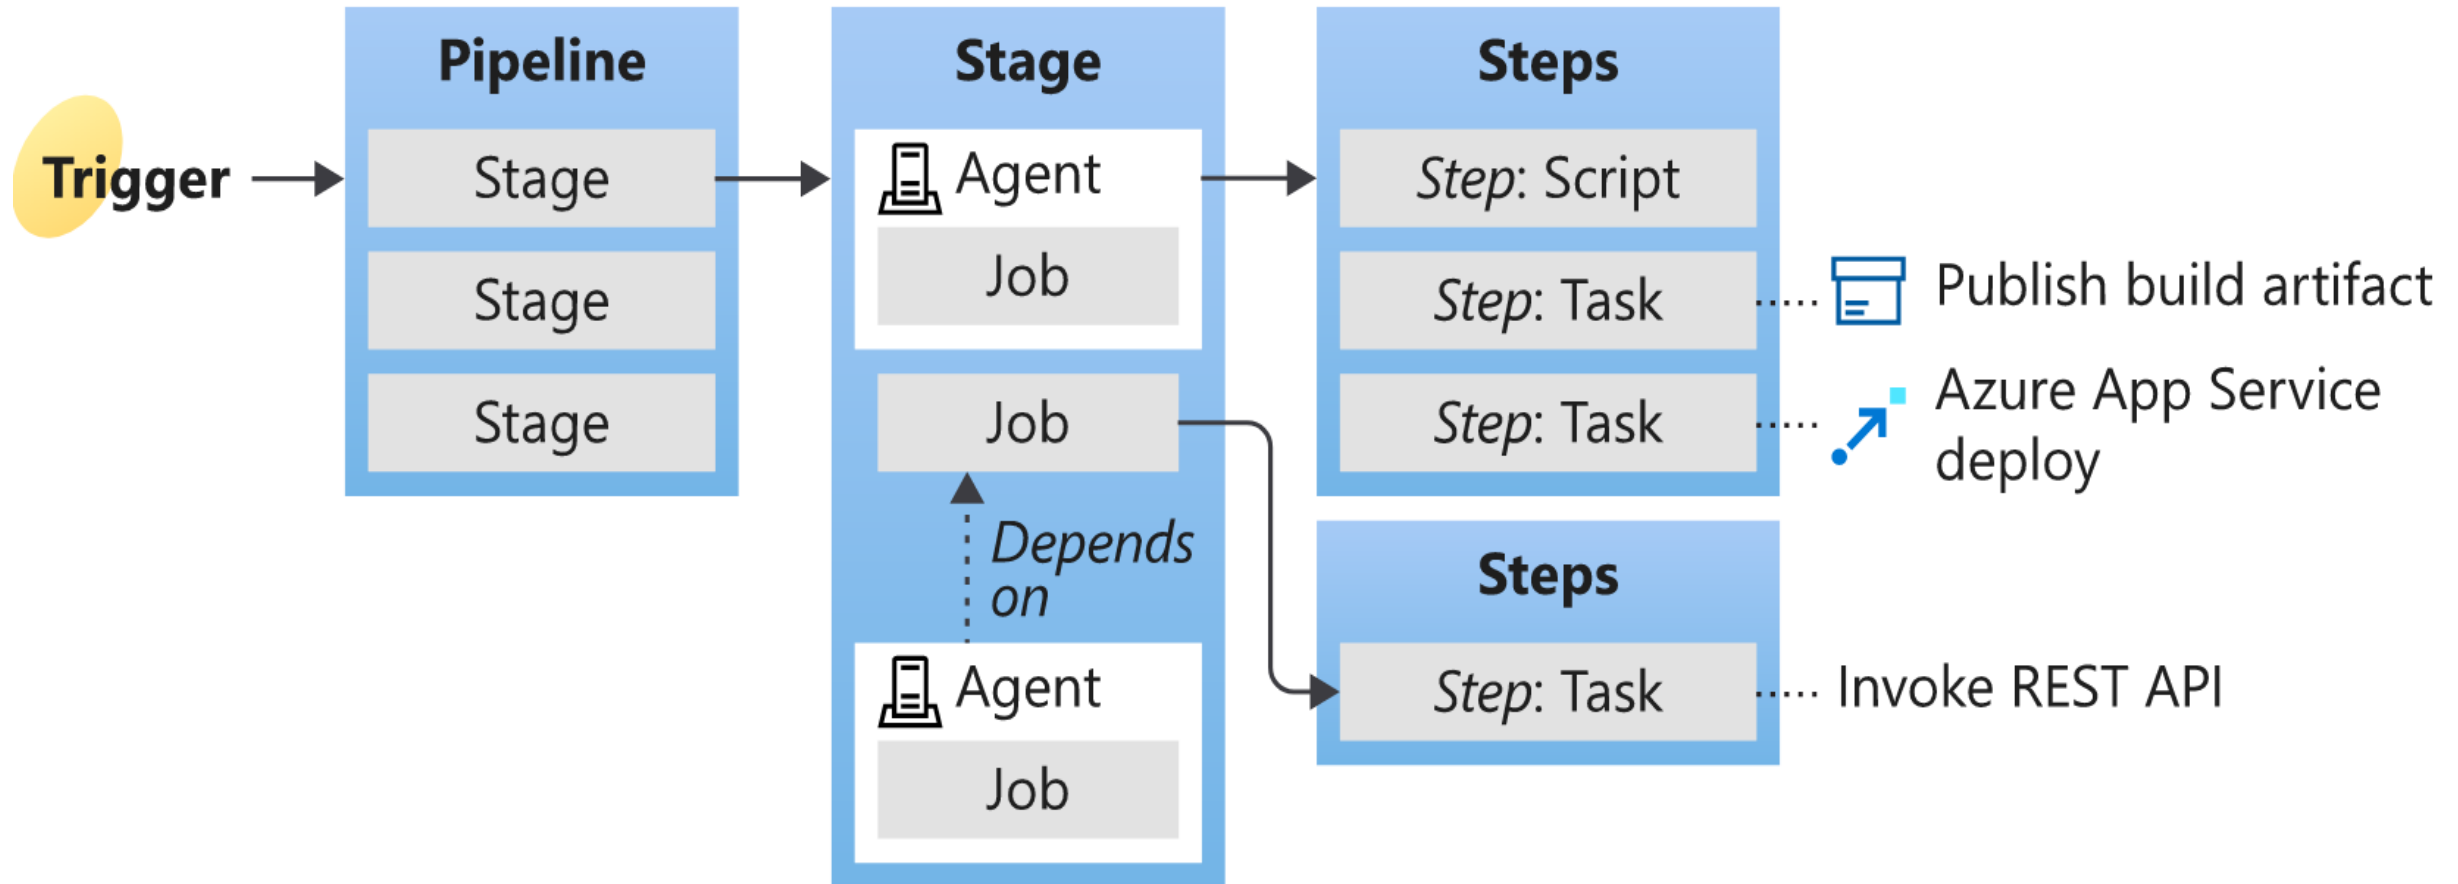 Trigger
Pipeline
Stage
Stage
Stage
Stage
Agent
Job
Job
Depends
on
Agent
Job
Steps
Step: Script
Step: Task
Step: Task
Publish build artifact
Azure App Service
deploy
Steps
Step: Task
Invoke REST API